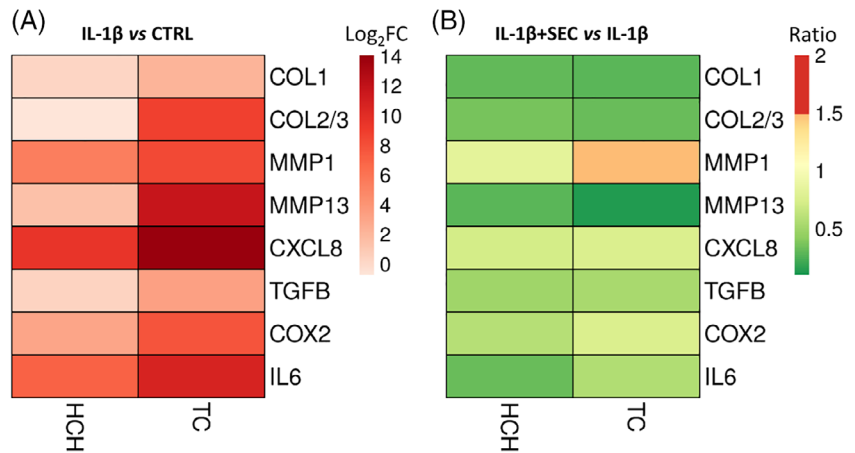 (A)
IL-1β vs CTRL
Log₂FC
14
12
10
8
6
4
2
0
COL1
COL2/3
MMP1
MMP13
CXCL8
TGFB
COX2
IL6
HCH
TC
(B)
IL-1β+SEC vs IL-1β
Ratio
2
1.5
1
0.5
COL1
COL2/3
MMP1
MMP13
CXCL8
TGFB
COX2
IL6
HCH
TC